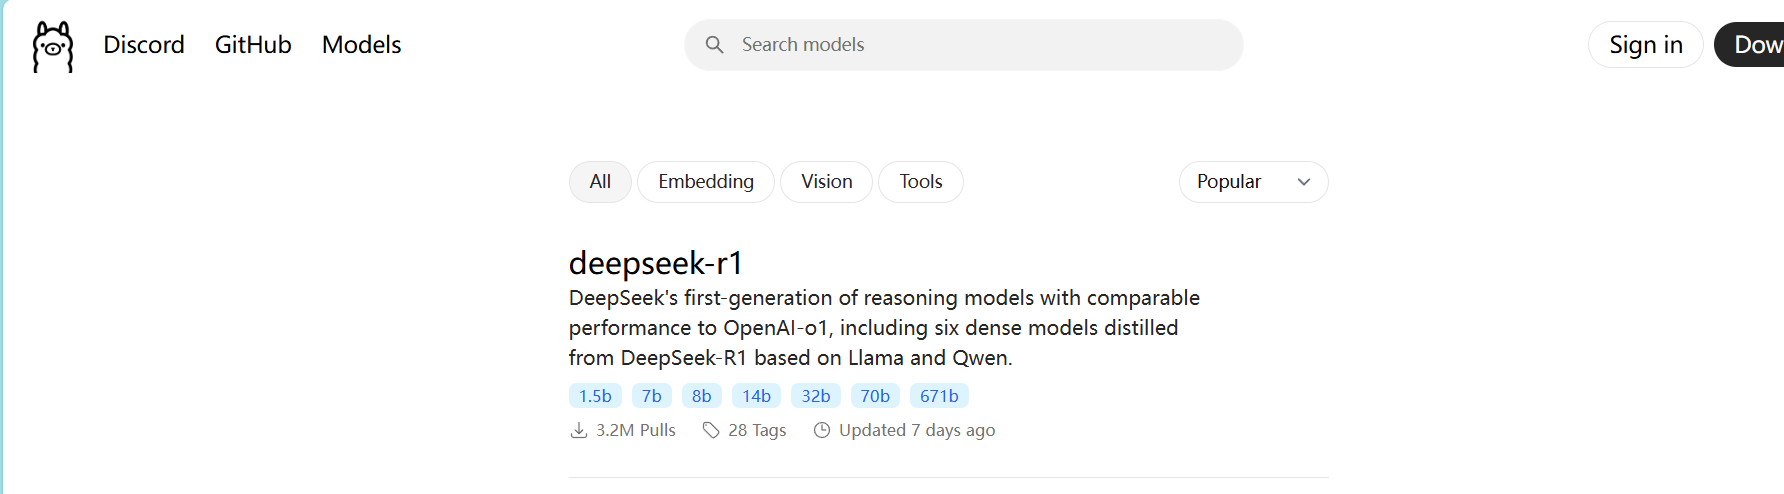 Discord GitHub Models Search models Sign in Dow
All Embedding Vision Tools Popular
deepseek-r1
DeepSeek's first-generation of reasoning models with comparable
performance to OpenAI-o1, including six dense models distilled
from DeepSeek-R1 based on Llama and Qwen.
1.5b 7b 8b 14b 32b 70b 671b
3.2M Pulls 28 Tags Updated 7 days ago